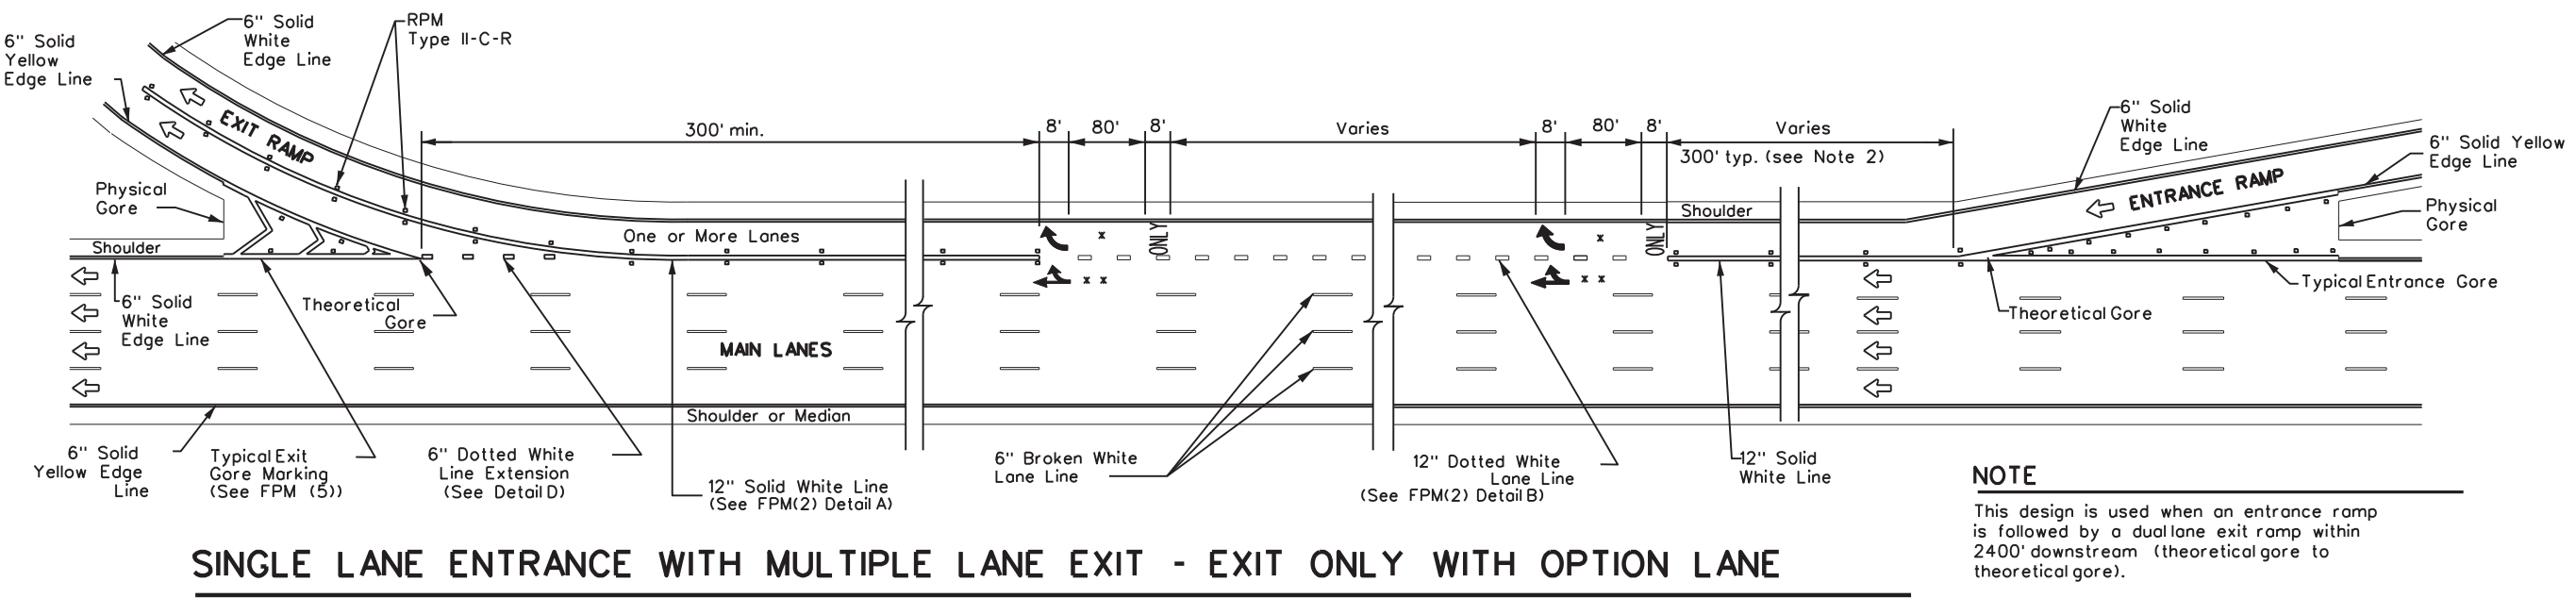 6" Solid
White
Edge Line
RPM
Type II-C-R
6" Solid
Yellow
Edge Line
EXIT RAMP
300' min.
8'
80'
8'
Varies
8'
80'
8'
Varies
300' typ. (see Note 2)
6" Solid
White
Edge Line
6" Solid Yellow
Edge Line
ENTRANCE RAMP
Physical
Gore
Physical
Gore
Shoulder
Shoulder
One or More Lanes
x
ONLY
x x
x
ONLY
x x
Typical Entrance Gore
Theoretical Gore
6" Solid
White
Edge Line
Theoretical
Gore
MAIN LANES
Shoulder or Median
6" Solid
Yellow Edge
Line
Typical Exit
Gore Marking
(See FPM (5))
6" Dotted White
Line Extension
(See Detail D)
12" Solid White Line
(See FPM(2) Detail A)
6" Broken White
Lane Line
12" Dotted White
Lane Line
(See FPM(2) Detail B)
12" Solid
White Line
NOTE
This design is used when an entrance ramp
is followed by a dual lane exit ramp within
2400' downstream (theoretical gore to
theoretical gore).
SINGLE LANE ENTRANCE WITH MULTIPLE LANE EXIT - EXIT ONLY WITH OPTION LANE